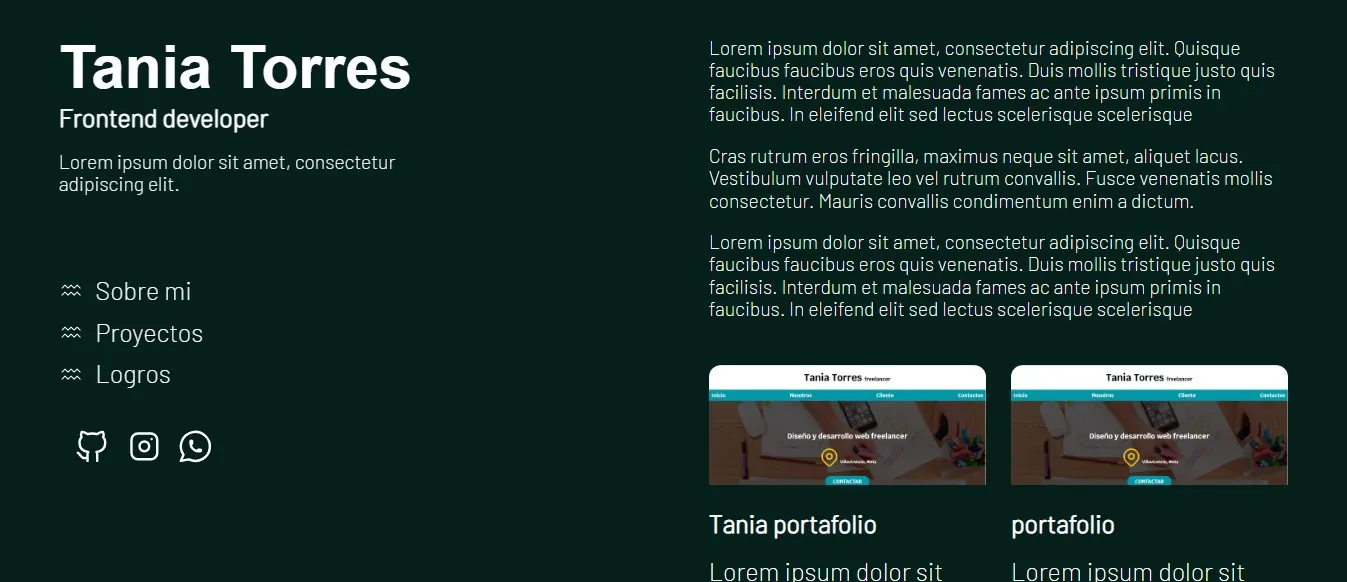 Tania Torres
Frontend developer
Lorem ipsum dolor sit amet, consectetur
adipiscing elit.
Sobre mi
Proyectos
Logros
Lorem ipsum dolor sit amet, consectetur adipiscing elit. Quisque
faucibus faucibus eros quis venenatis. Duis mollis tristique justo quis
facilisis. Interdum et malesuada fames ac ante ipsum primis in
faucibus. In eleifend elit sed lectus scelerisque scelerisque
Cras rutrum eros fringilla, maximus neque sit amet, aliquet lacus.
Vestibulum vulputate leo vel rutrum convallis. Fusce venenatis mollis
consectetur. Mauris convallis condimentum enim a dictum.
Lorem ipsum dolor sit amet, consectetur adipiscing elit. Quisque
faucibus faucibus eros quis venenatis. Duis mollis tristique justo quis
facilisis. Interdum et malesuada fames ac ante ipsum primis in
faucibus. In eleifend elit sed lectus scelerisque scelerisque
Tania Torres freelancer
Inicio Nosotros Cliente Contactos
Diseño y desarrollo web freelancer
Villavicencio, Meta
CONTACTAR
Tania portafolio
Lorem ipsum dolor sit
Tania Torres freelancer
Inicio Nosotros Cliente Contactos
Diseño y desarrollo web freelancer
Villavicencio, Meta
CONTACTAR
portafolio
Lorem ipsum dolor sit